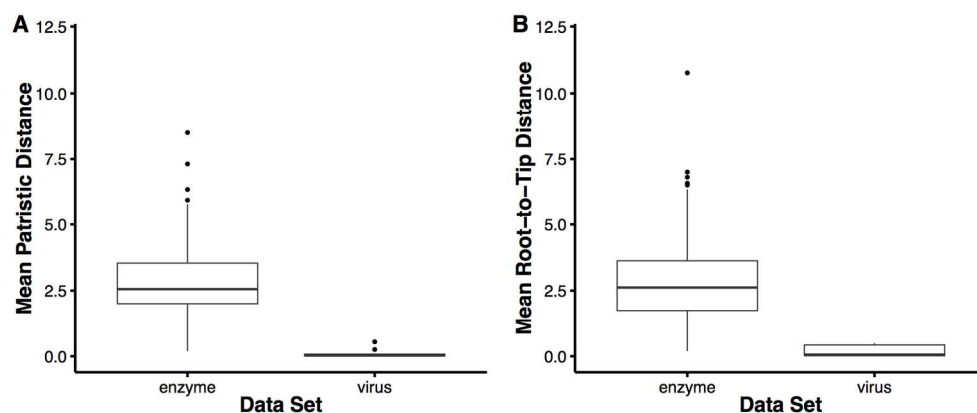 A
Mean Patristic Distance
12.5
10.0
7.5
5.0
2.5
0.0
enzyme virus
Data Set
B
Mean Root−to−Tip Distance
12.5
10.0
7.5
5.0
2.5
0.0
enzyme virus
Data Set